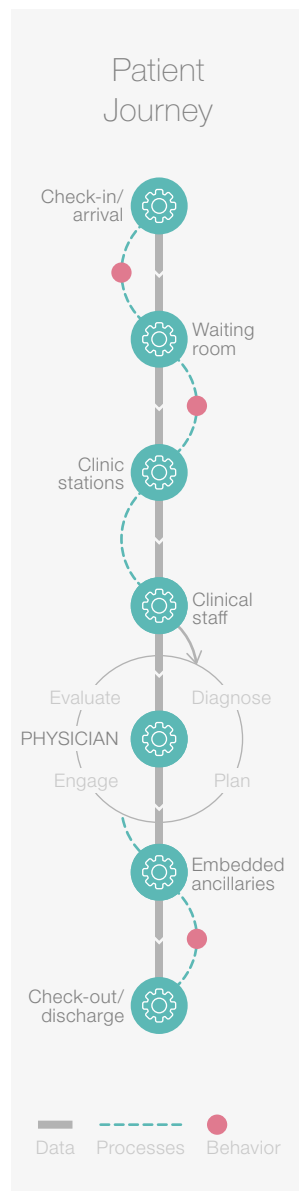 Patient
Journey
Check-in/
arrival
Waiting
room
Clinic
stations
Clinical
staff
Evaluate
Diagnose
PHYSICIAN
Engage
Plan
Embedded
ancillaries
Check-out/
discharge
Data
Processes
Behavior